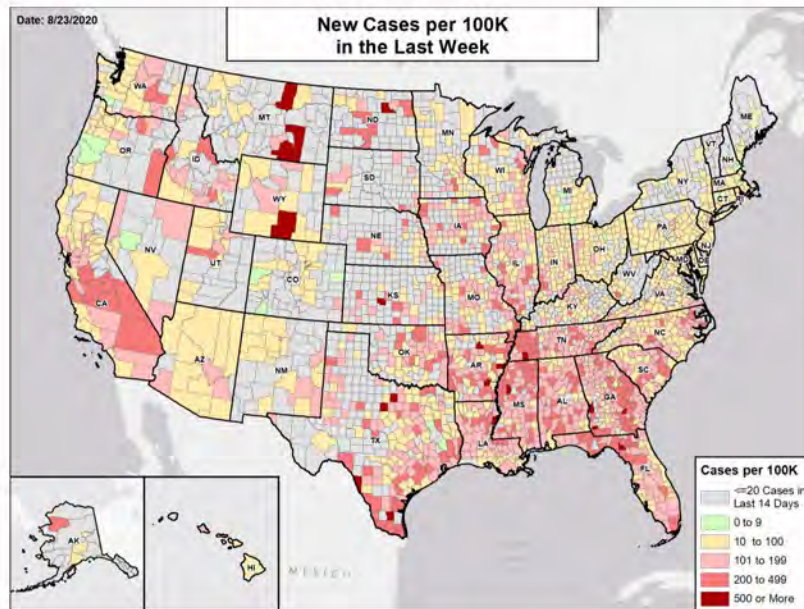 Date: 8/23/2020
New Cases per 100K
in the Last Week
WA
MT
ND
MN
ME
VT
NH
OR
ID
WI
NY
MA
SD
MI
CT
RI
WY
PA
IA
NJ
NE
OH
MD
DE
NV
IL
IN
UT
WV
CO
VA
CA
KS
MO
KY
NC
TN
OK
AZ
NM
AR
SC
MS
AL
GA
TX
LA
FL
AK
HI
MEXICO
Cases per 100K
<=20 Cases in
Last 14 Days
0 to 9
10 to 100
101 to 199
200 to 499
500 or More